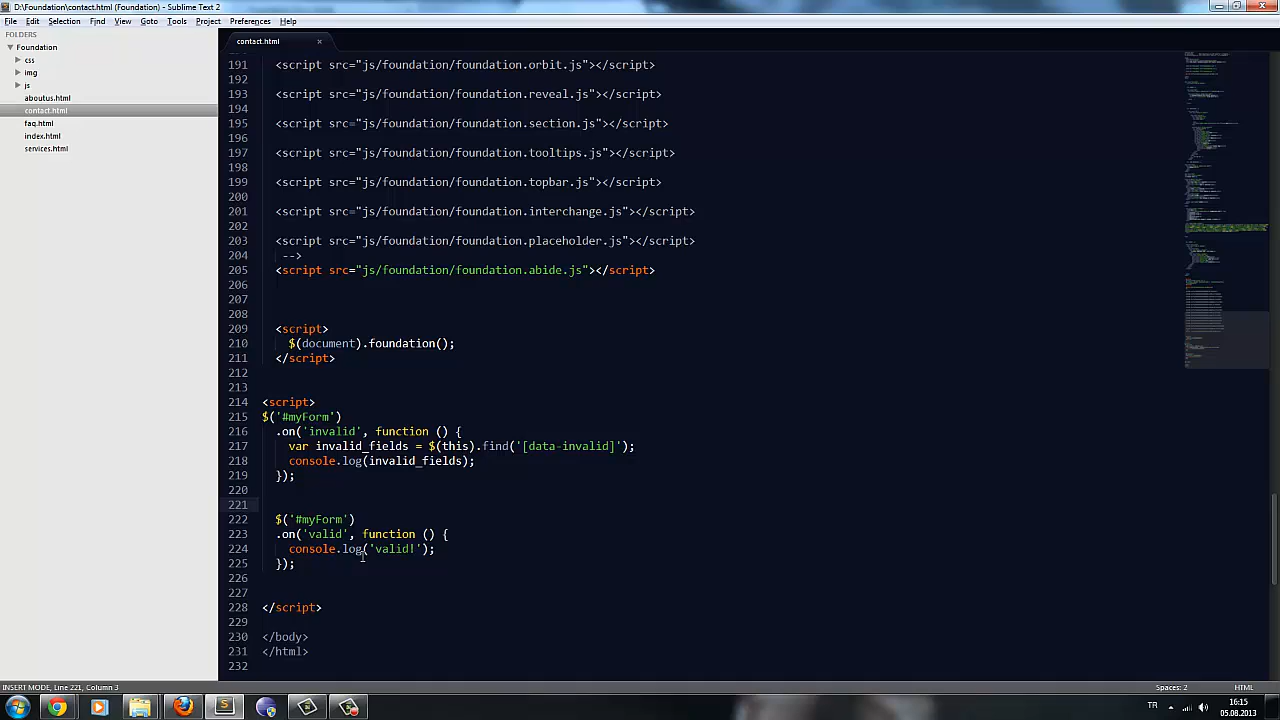 D:\Foundation\contact.html (Foundation) - Sublime Text 2
File Edit Selection Find View Goto Tools Project Preferences Help
FOLDERS
Foundation
css
img
js
aboutus.html
contact.html
faq.html
index.html
services.html
contact.html
191 <script src="js/foundation/foundation.orbit.js"></script>
192
193 <script src="js/foundation/foundation.reveal.js"></script>
194
195 <script src="js/foundation/foundation.section.js"></script>
196
197 <script src="js/foundation/foundation.tooltips.js"></script>
198
199 <script src="js/foundation/foundation.topbar.js"></script>
200
201 <script src="js/foundation/foundation.interchange.js"></script>
202
203 <script src="js/foundation/foundation.placeholder.js"></script>
204 -->
205 <script src="js/foundation/foundation.abide.js"></script>
206
207
208
209 <script>
210 $(document).foundation();
211 </script>
212
213
214 <script>
215 $('#myForm')
216 .on('invalid', function () {
217 var invalid_fields = $(this).find('[data-invalid]');
218 console.log(invalid_fields);
219 });
220
221
222 $('#myForm')
223 .on('valid', function () {
224 console.log('valid!');
225 });
226
227
228 </script>
229
230 </body>
231 </html>
232
INSERT MODE, Line 221, Column 3 Spaces: 2 HTML
TR 16:15
05.08.2013